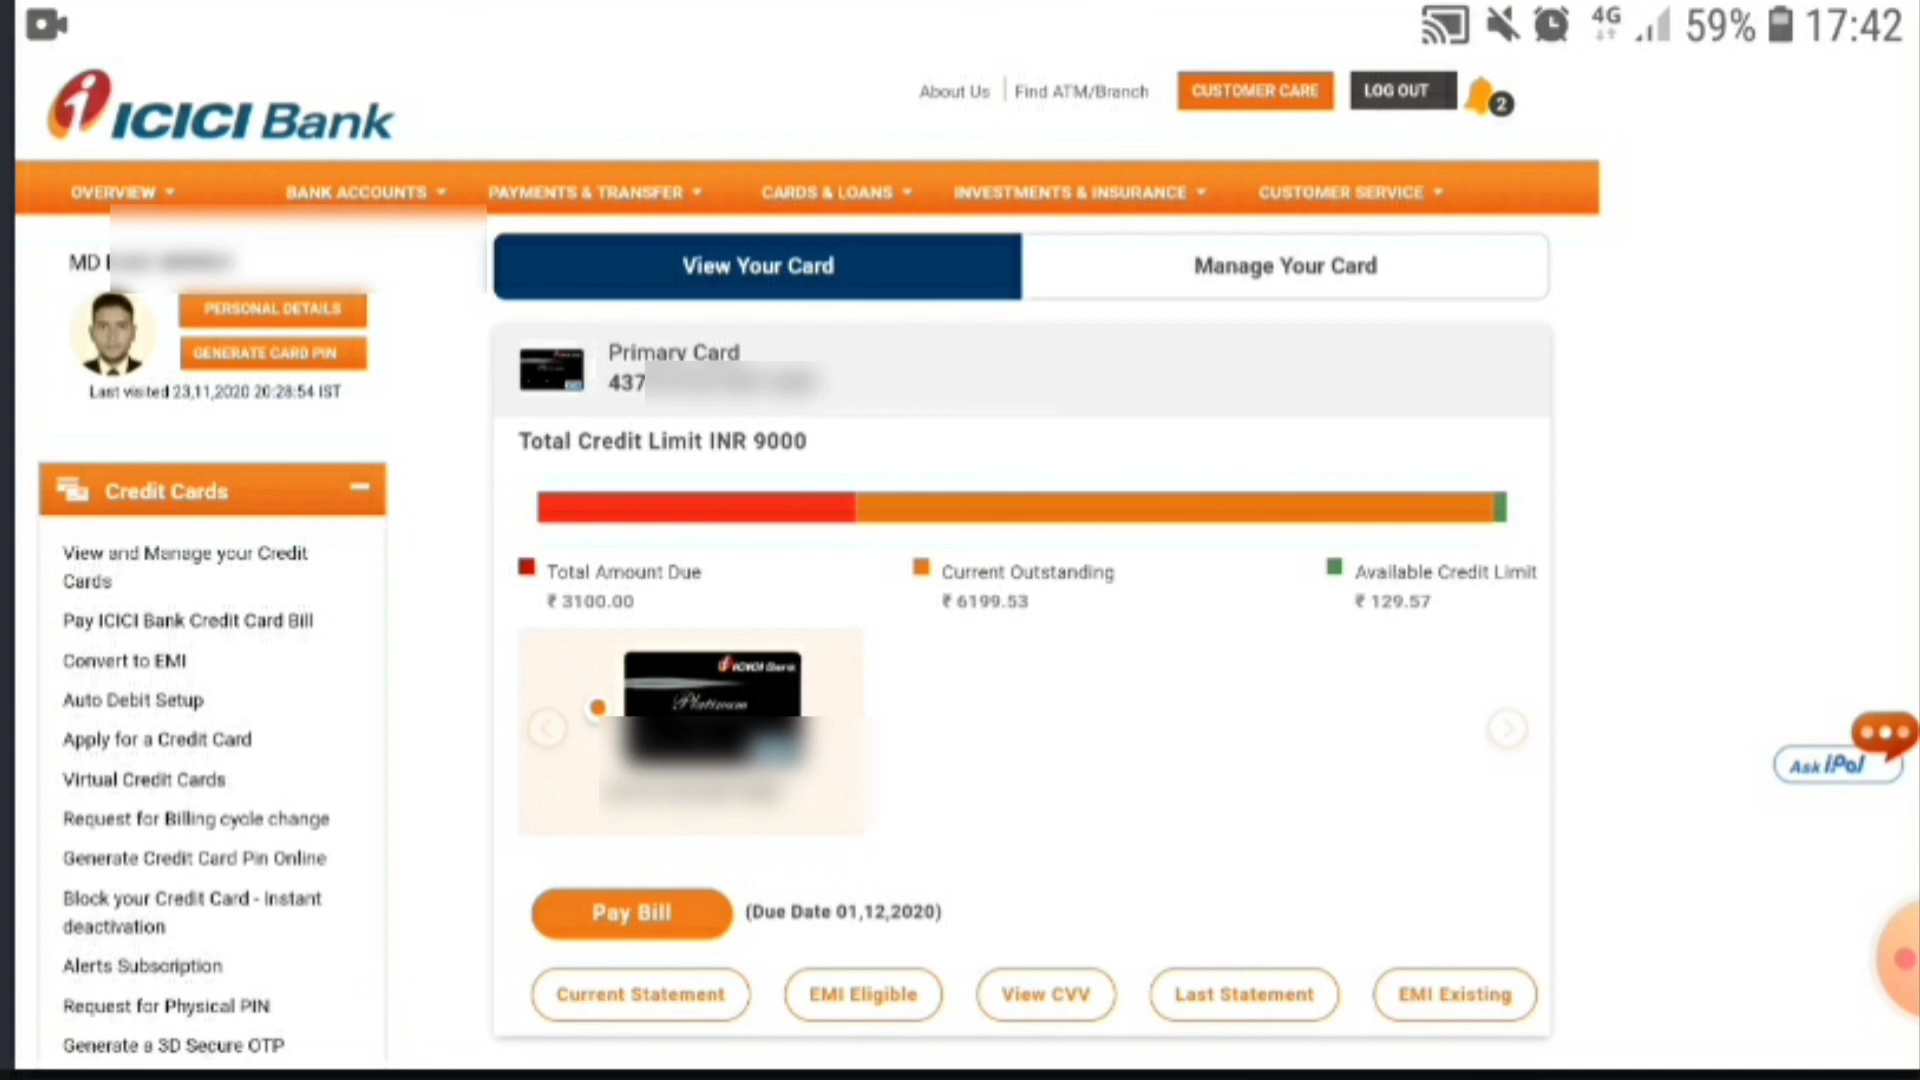 4G 59% 17:42
ICICI Bank
About Us Find ATM/Branch CUSTOMER CARE LOG OUT 2
OVERVIEW BANK ACCOUNTS PAYMENTS & TRANSFER CARDS & LOANS INVESTMENTS & INSURANCE CUSTOMER SERVICE
MD
PERSONAL DETAILS
GENERATE CARD PIN
Last visited 23,11,2020 20:28:54 IST
Credit Cards
View and Manage your Credit
Cards
Pay ICICI Bank Credit Card Bill
Convert to EMI
Auto Debit Setup
Apply for a Credit Card
Virtual Credit Cards
Request for Billing cycle change
Generate Credit Card Pin Online
Block your Credit Card - Instant
deactivation
Alerts Subscription
Request for Physical PIN
Generate a 3D Secure OTP
View Your Card Manage Your Card
Primary Card
437
Total Credit Limit INR 9000
Total Amount Due Current Outstanding Available Credit Limit
₹ 3100.00 ₹ 6199.53 ₹ 129.57
ICICI Bank
Platinum
Pay Bill (Due Date 01,12,2020)
Current Statement EMI Eligible View CVV Last Statement EMI Existing
Ask iPal